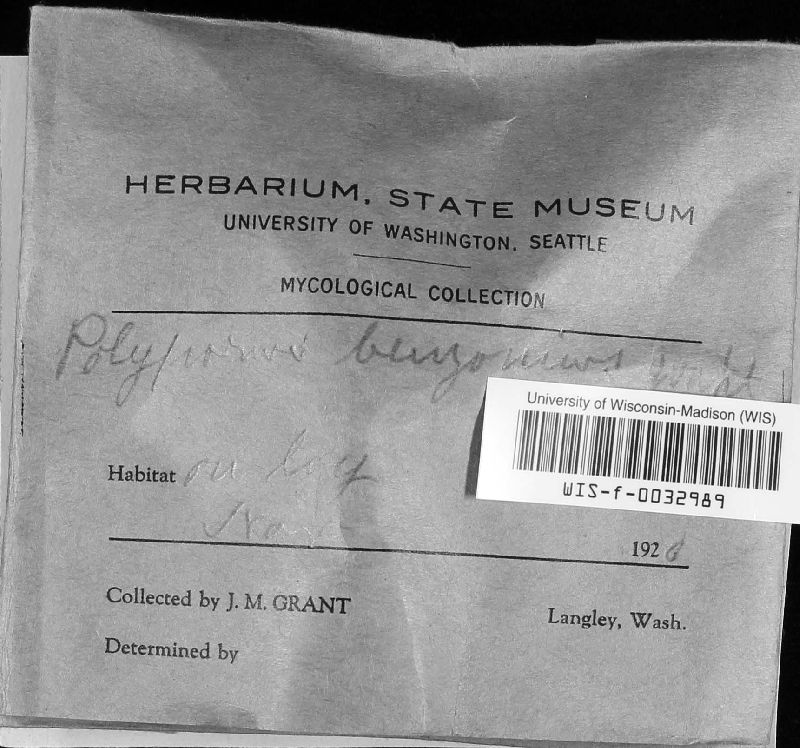 HERBARIUM, STATE MUSEUM
UNIVERSITY OF WASHINGTON, SEATTLE
MYCOLOGICAL COLLECTION
Polyporus benzoinus
University of Wisconsin-Madison (WIS)
WIS-f-0032989
Habitat on log
Nov
1926
Collected by J. M. GRANT
Langley, Wash.
Determined by